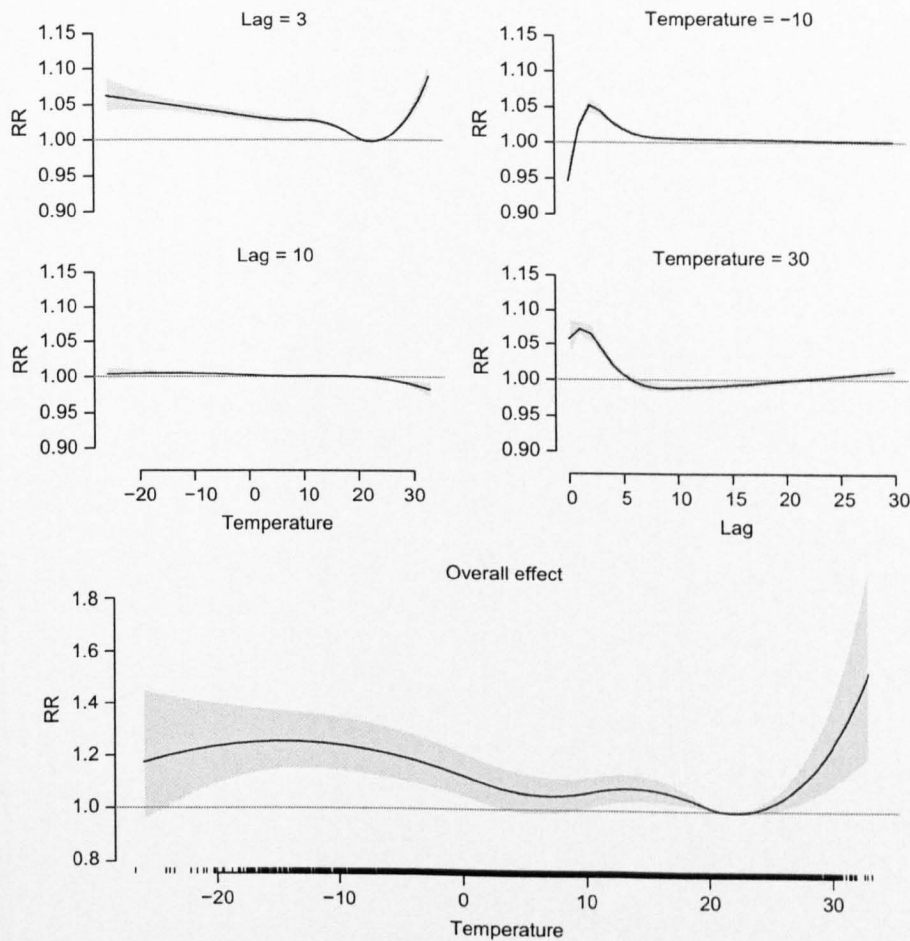 Lag = 3
1.15
1.10
1.05
1.00
0.95
0.90
RR
Temperature = −10
1.15
1.10
1.05
1.00
0.95
0.90
RR
Lag = 10
1.15
1.10
1.05
1.00
0.95
0.90
RR
−20 −10 0 10 20 30
Temperature
Temperature = 30
1.15
1.10
1.05
1.00
0.95
0.90
RR
0 5 10 15 20 25 30
Lag
Overall effect
1.8
1.6
1.4
1.2
1.0
0.8
RR
−20 −10 0 10 20 30
Temperature